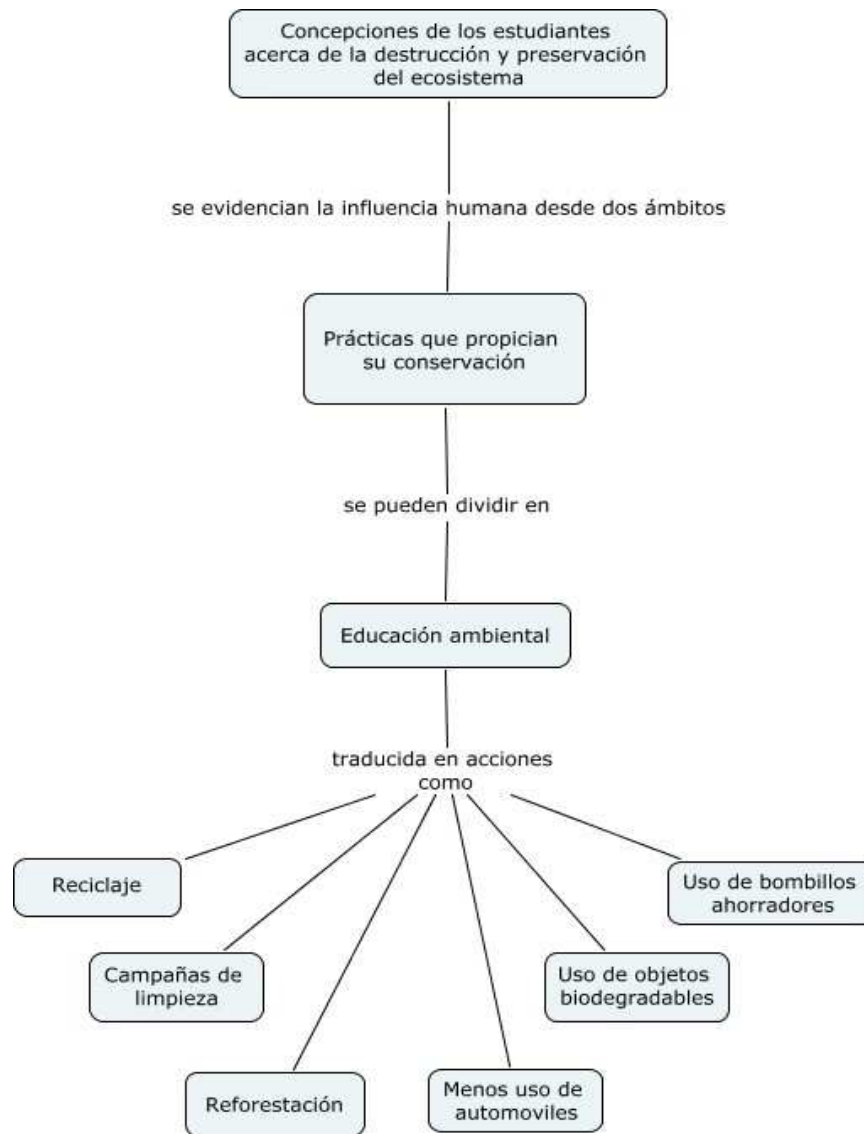 Concepciones de los estudiantes
acerca de la destrucción y preservación
del ecosistema
se evidencian la influencia humana desde dos ámbitos
Prácticas que propician
su conservación
se pueden dividir en
Educación ambiental
traducida en acciones
como
Reciclaje
Uso de bombillos
ahorradores
Campañas de
limpieza
Uso de objetos
biodegradables
Reforestación
Menos uso de
automoviles